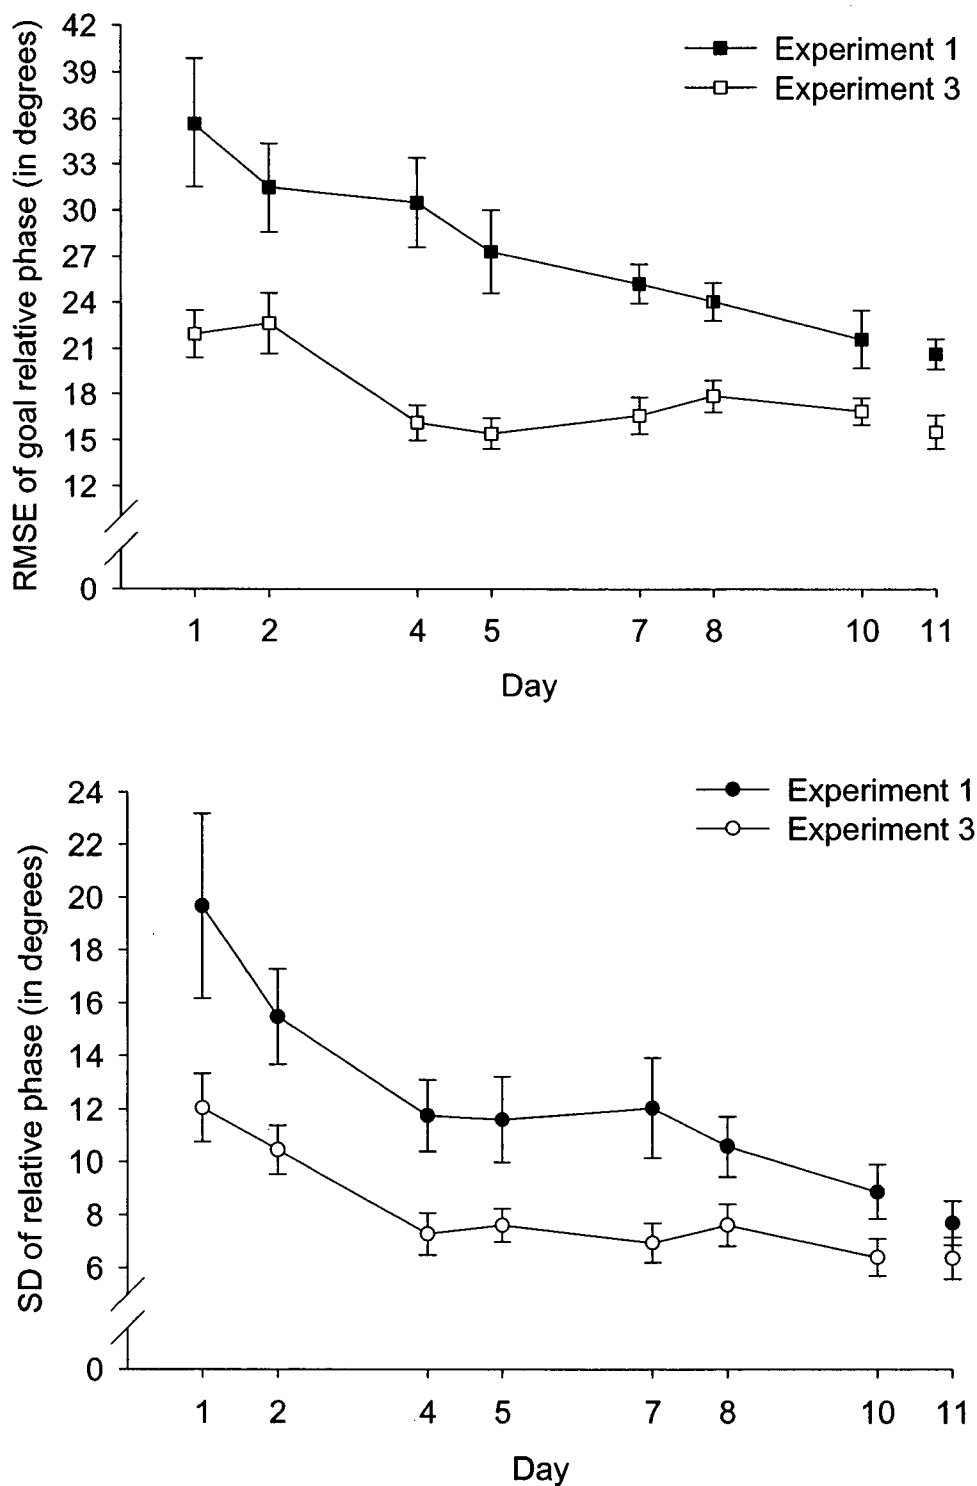 42
39
36
33
30
27
24
21
18
15
12
0
RMSE of goal relative phase (in degrees)
Experiment 1
Experiment 3
1 2 4 5 7 8 10 11
Day
24
22
20
18
16
14
12
10
8
6
0
SD of relative phase (in degrees)
Experiment 1
Experiment 3
1 2 4 5 7 8 10 11
Day